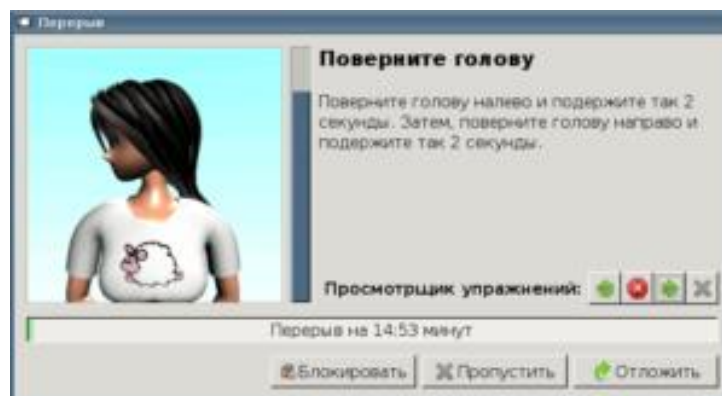 Перерыв
Поверните голову
Поверните голову налево и подержите так 2
секунды. Затем, поверните голову направо и
подержите так 2 секунды.
Просмотрщик упражнений:
Перерыв на 14:53 минут
Блокировать Пропустить Отложить